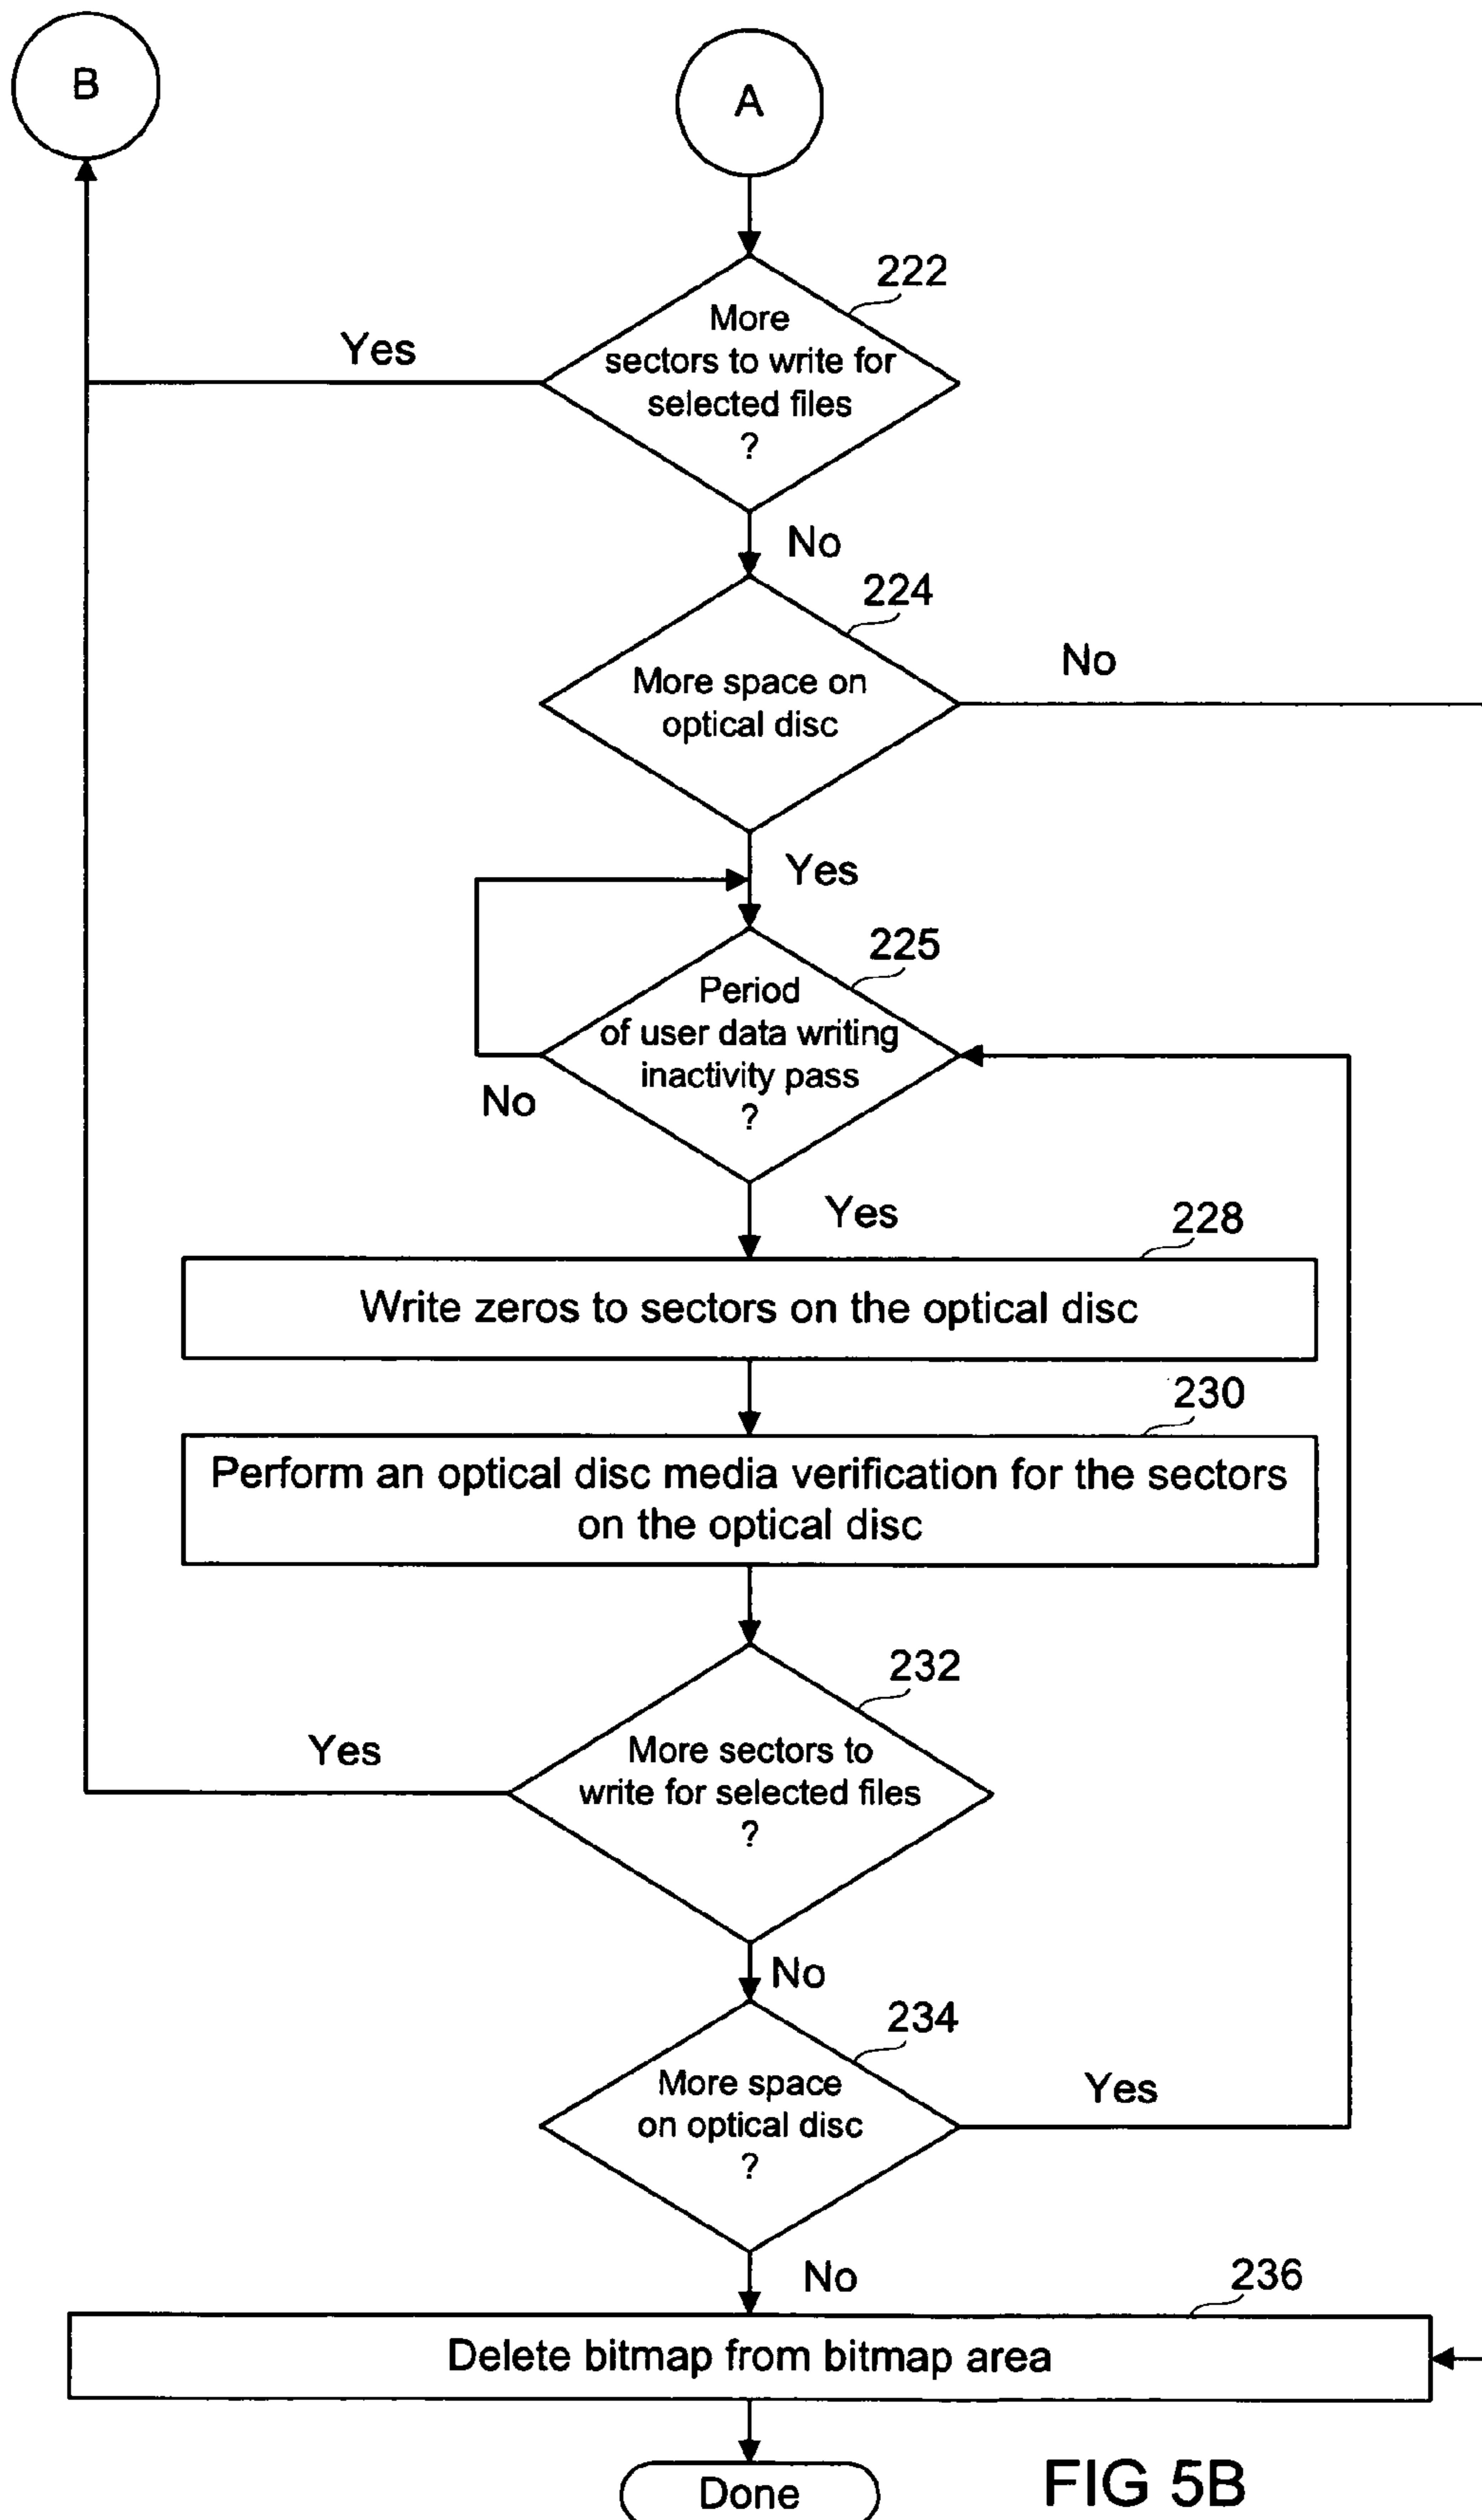 B
A
222
More
sectors to write for
selected files
?
Yes
No
224
More space on
optical disc
No
Yes
225
Period
of user data writing
inactivity pass
?
No
Yes
228
Write zeros to sectors on the optical disc
230
Perform an optical disc media verification for the sectors
on the optical disc
232
More sectors to
write for selected files
?
Yes
No
234
More space
on optical disc
?
Yes
No
236
Delete bitmap from bitmap area
Done
FIG 5B